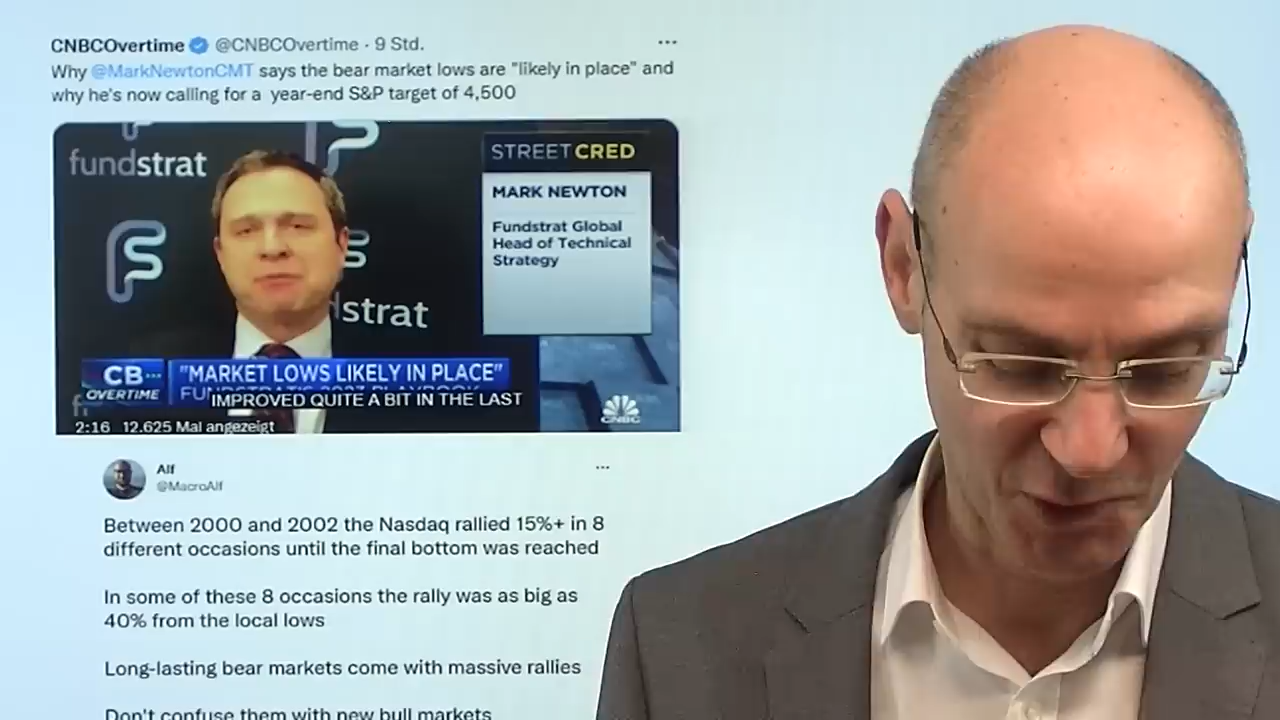 CNBCOvertime @CNBCOvertime · 9 Std. ...
Why @MarkNewtonCMT says the bear market lows are "likely in place" and
why he's now calling for a year-end S&P target of 4,500
fundstrat
STREETCRED
MARK NEWTON
Fundstrat Global
Head of Technical
Strategy
strat
CB
OVERTIME
"MARKET LOWS LIKELY IN PLACE"
IMPROVED QUITE A BIT IN THE LAST
CNBC
2:16 12.625 Mal angezeigt
Alf ...
@MacroAlf
Between 2000 and 2002 the Nasdaq rallied 15%+ in 8
different occasions until the final bottom was reached
In some of these 8 occasions the rally was as big as
40% from the local lows
Long-lasting bear markets come with massive rallies
Don't confuse them with new bull markets